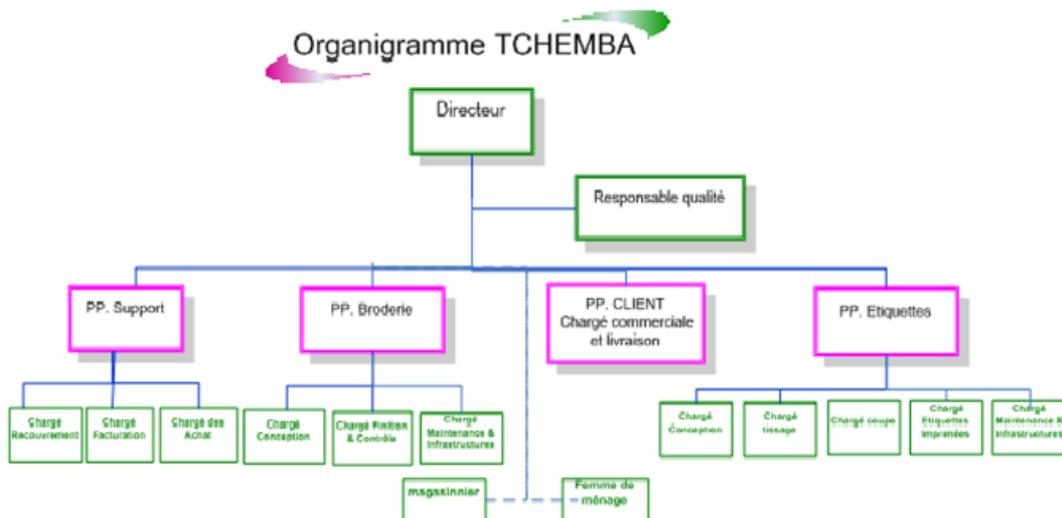 Organigramme TCHEMBA
Directeur
Responsable qualité
PP. Support
PP. Broderie
PP. CLIENT
Chargé commerciale
et livraison
PP. Etiquettes
Chargé
Recouvrement
Chargé
Facturation
Chargé des
Achat
Chargé
Conception
Chargé Finition
& Contrôle
Chargé
Maintenance &
Infrastructures
Chargé
Conception
Chargé
tissage
Chargé coupe
Chargé
Etiquettes
Imprimées
Chargé
Maintenance &
Infrastructures
magasinnier
Femme de
ménage